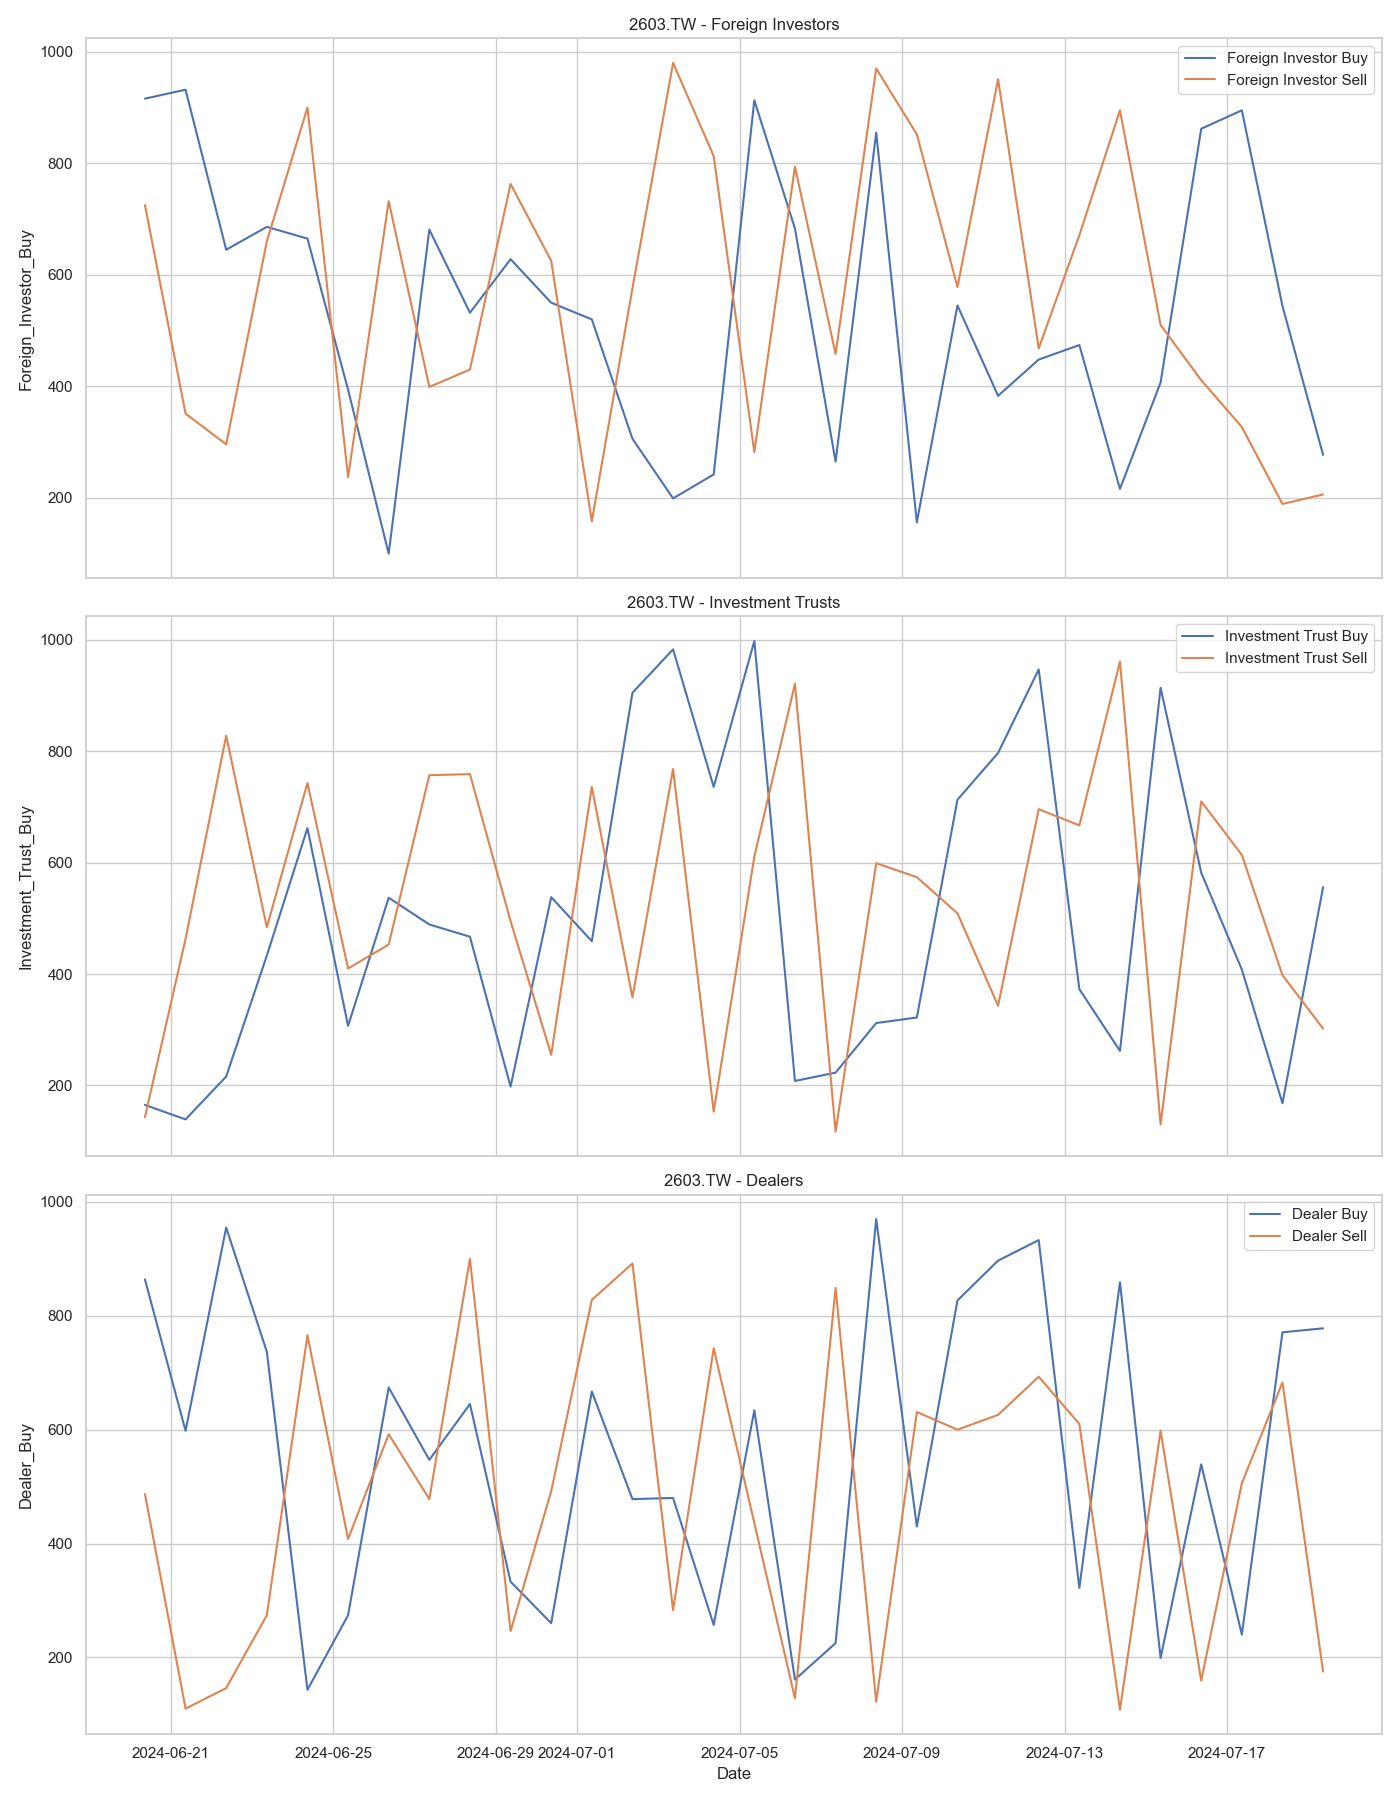 2603.TW - Foreign Investors
Foreign Investor Buy
Foreign Investor Sell
Foreign_Investor_Buy
1000
800
600
400
200
2603.TW - Investment Trusts
Investment Trust Buy
Investment Trust Sell
Investment_Trust_Buy
1000
800
600
400
200
2603.TW - Dealers
Dealer Buy
Dealer Sell
Dealer_Buy
1000
800
600
400
200
2024-06-21 2024-06-25 2024-06-29 2024-07-01 2024-07-05 2024-07-09 2024-07-13 2024-07-17
Date